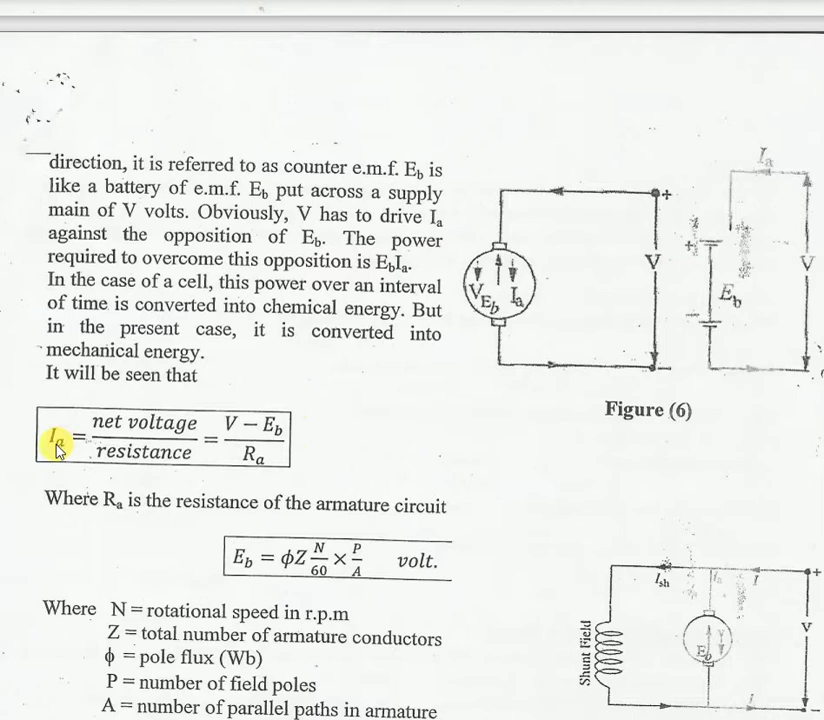 direction, it is referred to as counter e.m.f. E_b is
like a battery of e.m.f. E_b put across a supply
main of V volts. Obviously, V has to drive I_a
against the opposition of E_b. The power
required to overcome this opposition is E_bI_a.
In the case of a cell, this power over an interval
of time is converted into chemical energy. But
in the present case, it is converted into
mechanical energy.
It will be seen that
I_a = net voltage / resistance = V − E_b / R_a
Where R_a is the resistance of the armature circuit
E_b = ϕZ N/60 × P/A volt.
Where N = rotational speed in r.p.m
Z = total number of armature conductors
ϕ = pole flux (Wb)
P = number of field poles
A = number of parallel paths in armature
+
V
V
E_b
I_a
−
I_a
+
E_b
V
−
Figure (6)
I_sh
I
+
Shunt Field
E_b
V
V
I
−